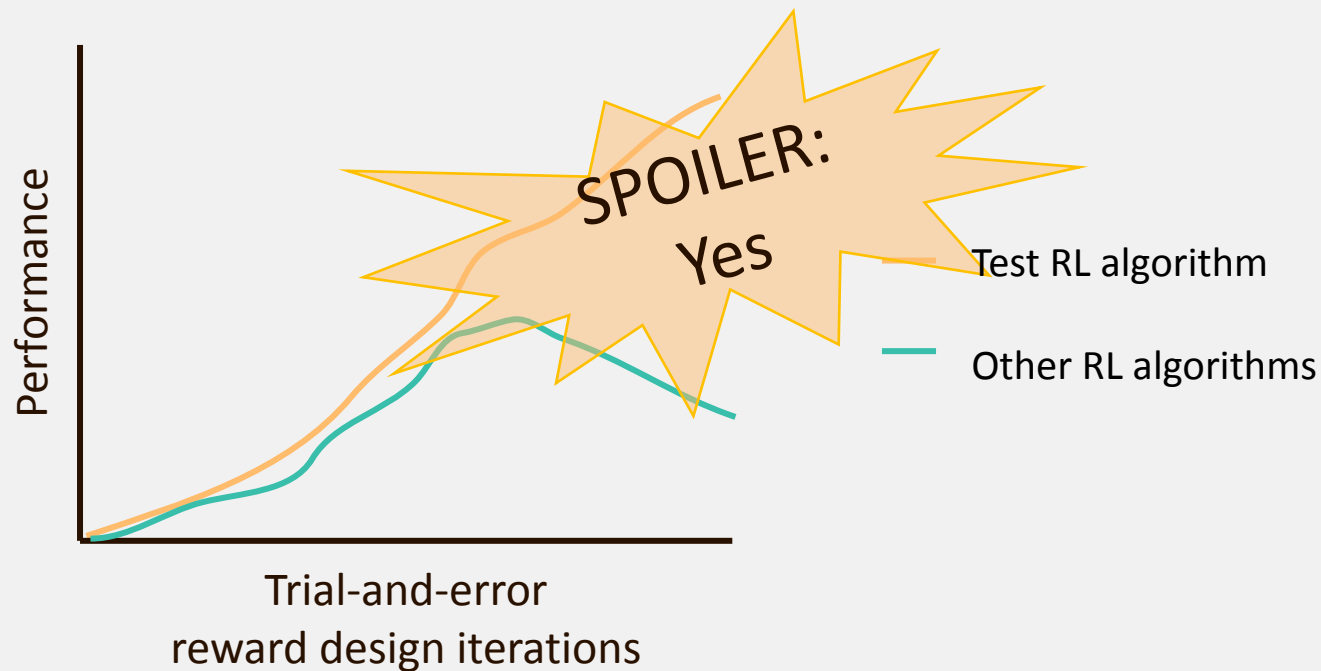 Performance
SPOILER:
Yes
Test RL algorithm
Other RL algorithms
Trial-and-error
reward design iterations